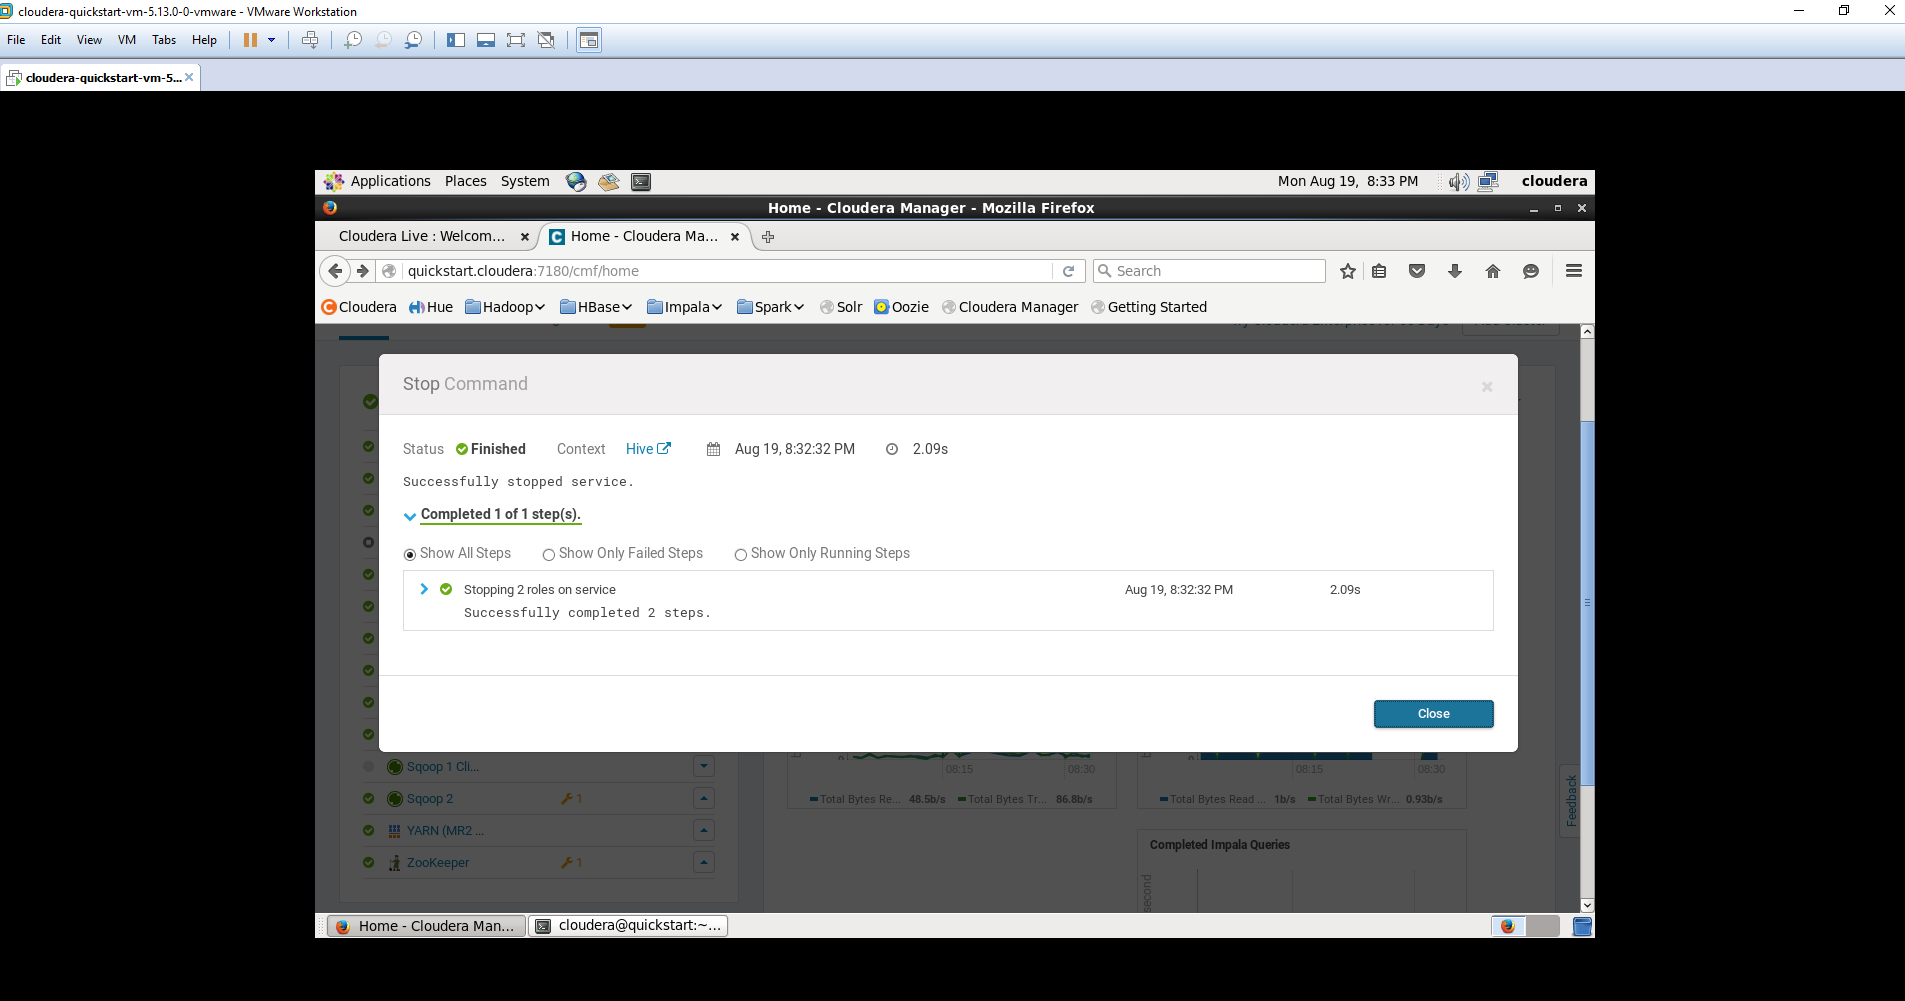 cloudera-quickstart-vm-5.13.0-0-vmware - VMware Workstation
File Edit View VM Tabs Help
cloudera-quickstart-vm-5...
Applications Places System Mon Aug 19, 8:33 PM cloudera
Home - Cloudera Manager - Mozilla Firefox
Cloudera Live : Welcom... Home - Cloudera Ma...
quickstart.cloudera:7180/cmf/home Search
Cloudera Hue Hadoop HBase Impala Spark Solr Oozie Cloudera Manager Getting Started
Stop Command
Status Finished Context Hive Aug 19, 8:32:32 PM 2.09s
Successfully stopped service.
Completed 1 of 1 step(s).
Show All Steps Show Only Failed Steps Show Only Running Steps
Stopping 2 roles on service Aug 19, 8:32:32 PM 2.09s
Successfully completed 2 steps.
Close
Sqoop 1 Cli... 08:15 08:30 08:15 08:30
Sqoop 2 1 Total Bytes Re... 48.5b/s Total Bytes Tr... 86.8b/s Total Bytes Read ... 1b/s Total Bytes Wr... 0.93b/s
Feedback
YARN (MR2 ...
Completed Impala Queries
ZooKeeper 1
second
Home - Cloudera Man... cloudera@quickstart:~...